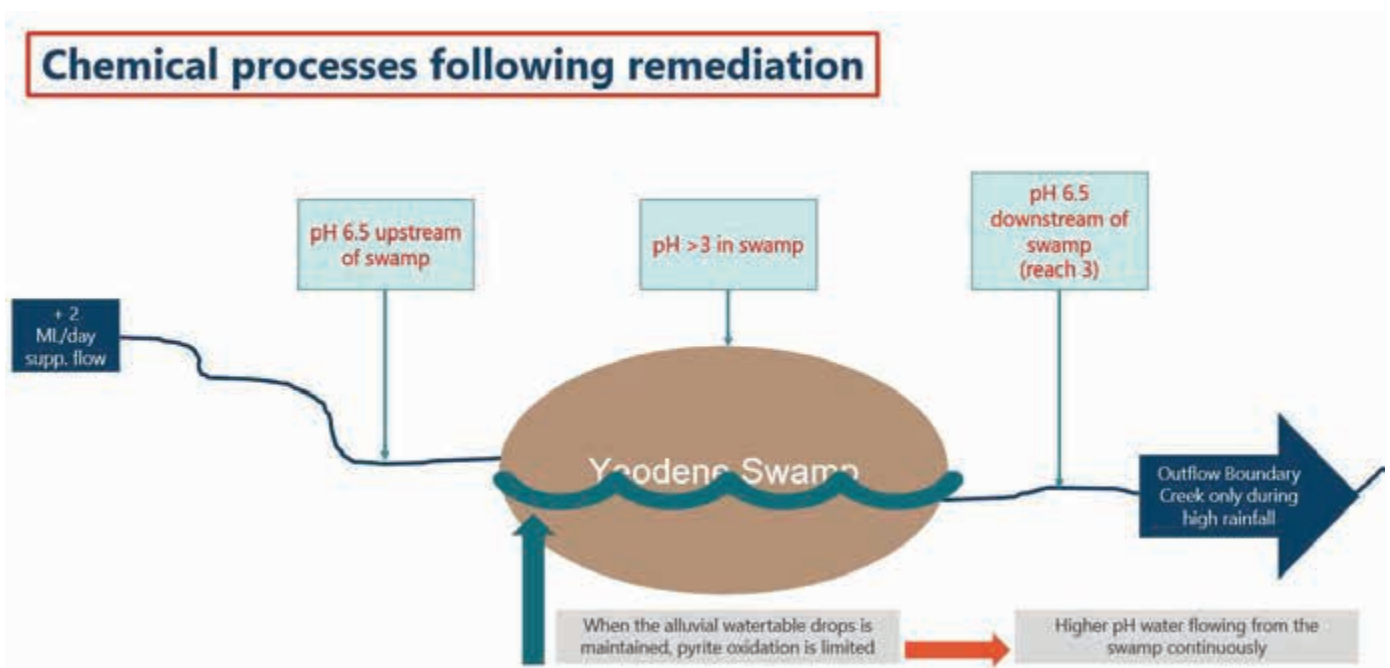 Chemical processes following remediation
pH 6.5 upstream
of swamp
pH >3 in swamp
pH 6.5
downstream of
swamp
(reach 3)
+ 2
ML/day
supp. flow
Yeodene Swamp
Outflow Boundary
Creek only during
high rainfall
When the alluvial watertable drops is
maintained, pyrite oxidation is limited
Higher pH water flowing from the
swamp continuously